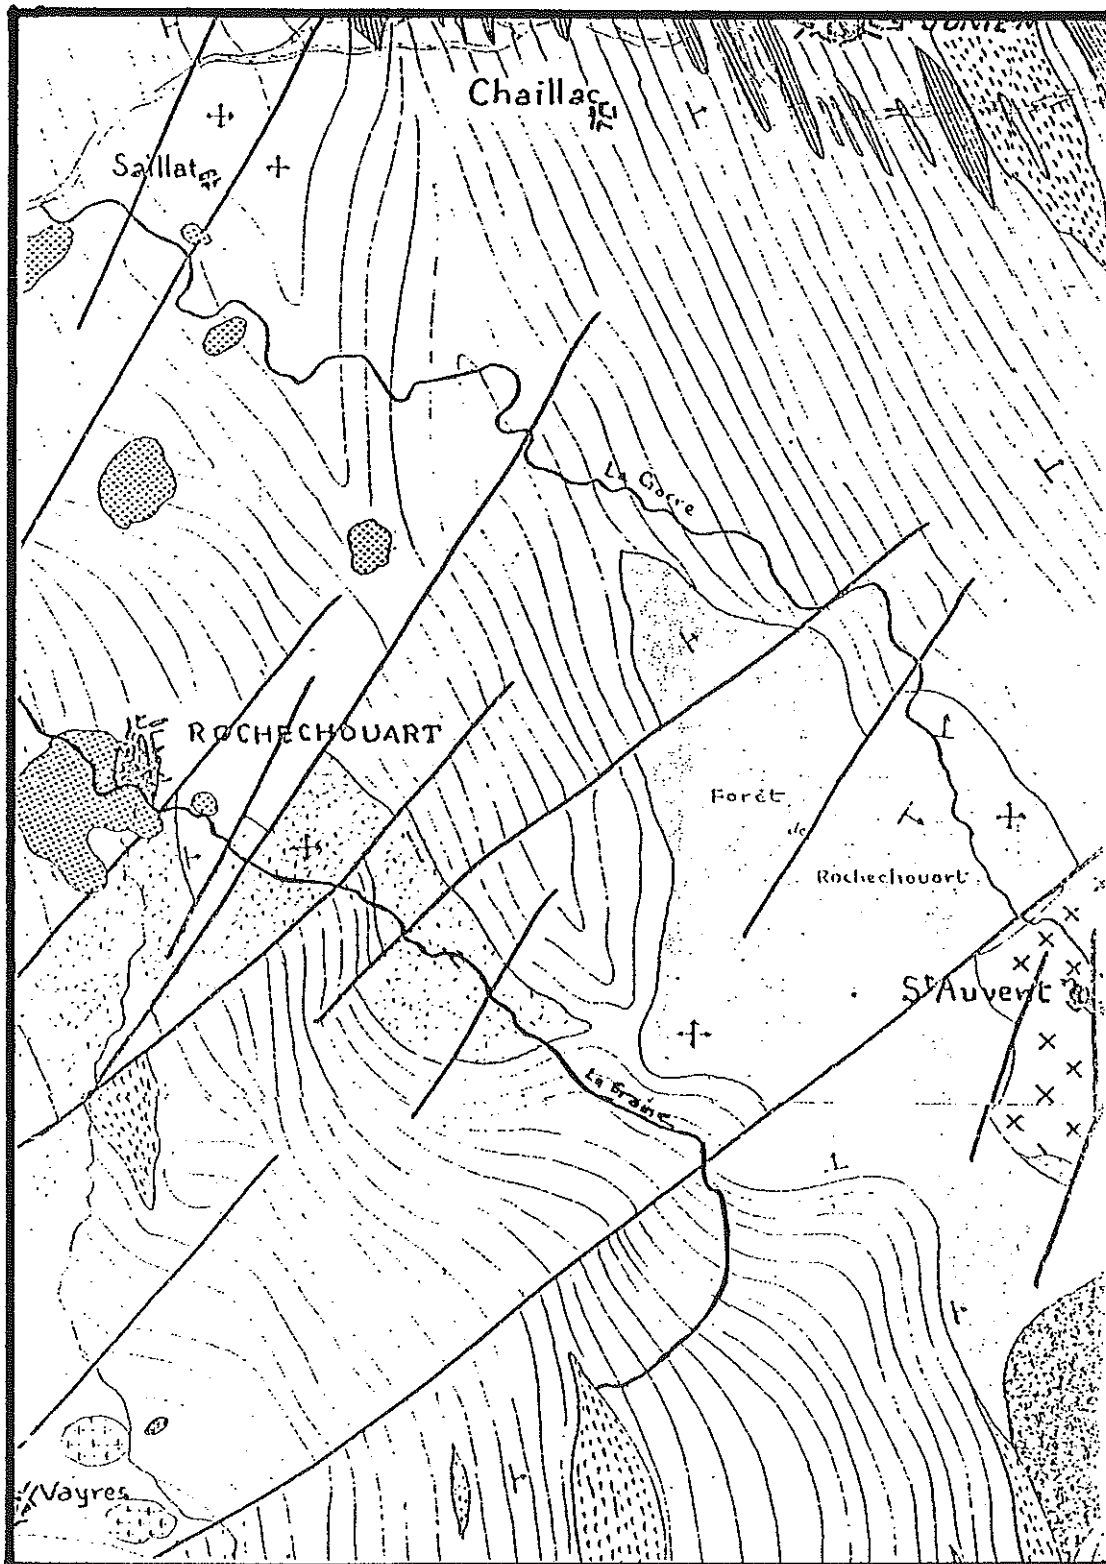 Chaillac
Saillat
La Gorre
ROCHECHOUART
Forêt
de
Rochechouart
St Auvent
La Graine
Vayres